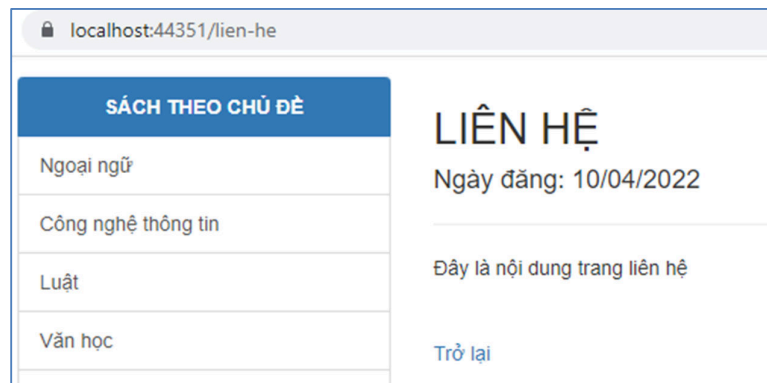 localhost:44351/lien-he
SÁCH THEO CHỦ ĐỀ
Ngoại ngữ
Công nghệ thông tin
Luật
Văn học
LIÊN HỆ
Ngày đăng: 10/04/2022
Đây là nội dung trang liên hệ
Trở lại